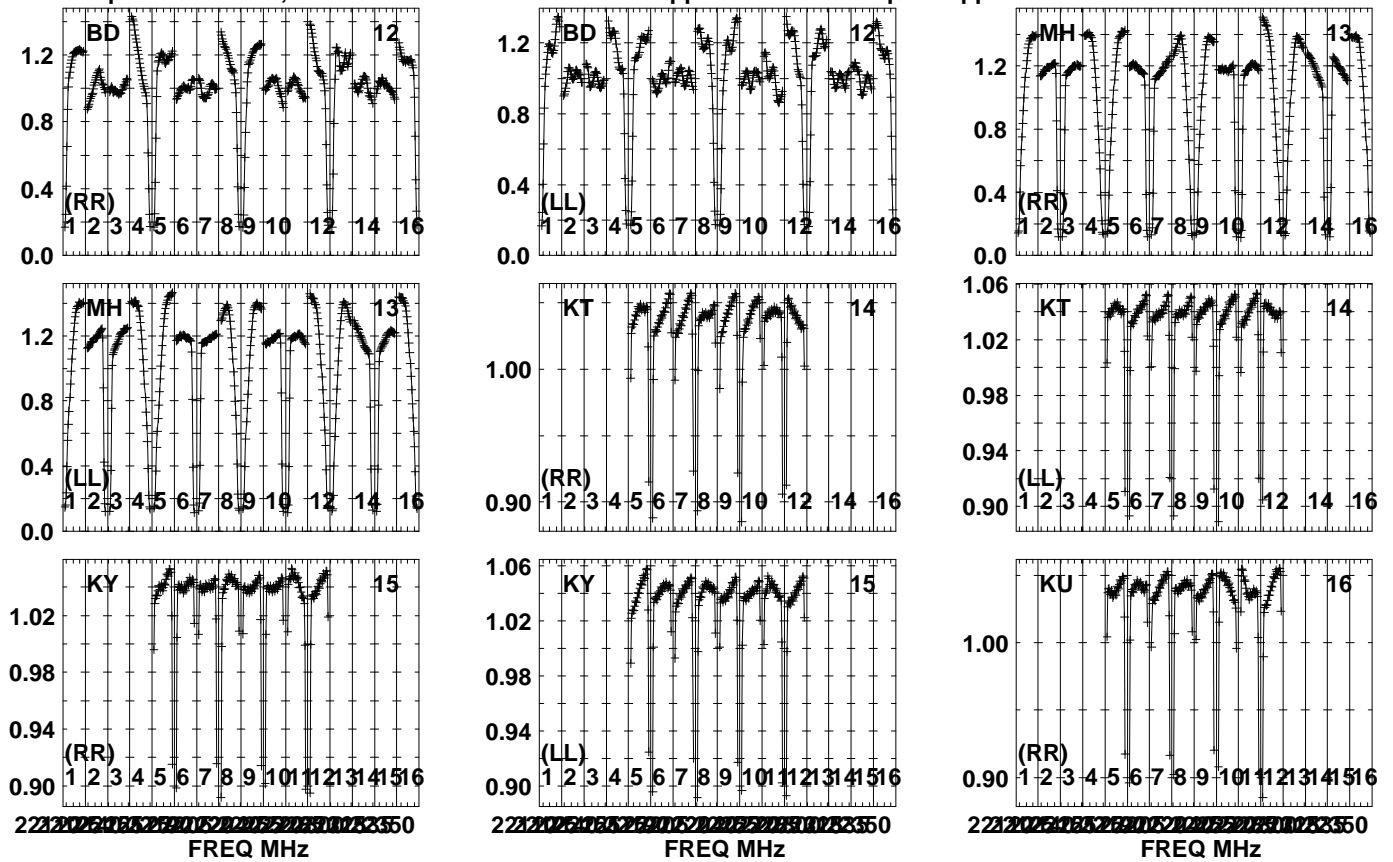 BD 12
1.2
0.8
0.4
0.0
(RR)
1 2 3 4 5 6 7 8 9 10 12 14 16
BD 12
1.2
0.8
0.4
0.0
(LL)
1 2 3 4 5 6 7 8 9 10 12 14 16
MH 13
1.2
0.8
0.4
0.0
(RR)
1 2 3 4 5 6 7 8 9 10 12 14 16
MH 13
1.2
0.8
0.4
0.0
(LL)
1 2 3 4 5 6 7 8 9 10 12 14 16
KT 14
1.00
0.90
(RR)
1 2 3 4 5 6 7 8 9 10 12 14 16
KT 14
1.06
1.02
0.98
0.94
0.90
(LL)
1 2 3 4 5 6 7 8 9 10 12 14 16
KY 15
1.02
0.98
0.94
0.90
(RR)
1 2 3 4 5 6 7 8 9 10 11 12 13 14 15 16
FREQ MHz
KY 15
1.06
1.02
0.98
0.94
0.90
(LL)
1 2 3 4 5 6 7 8 9 10 11 12 13 14 15 16
FREQ MHz
KU 16
1.00
0.90
(RR)
1 2 3 4 5 6 7 8 9 10 11 12 13 14 15 16
FREQ MHz